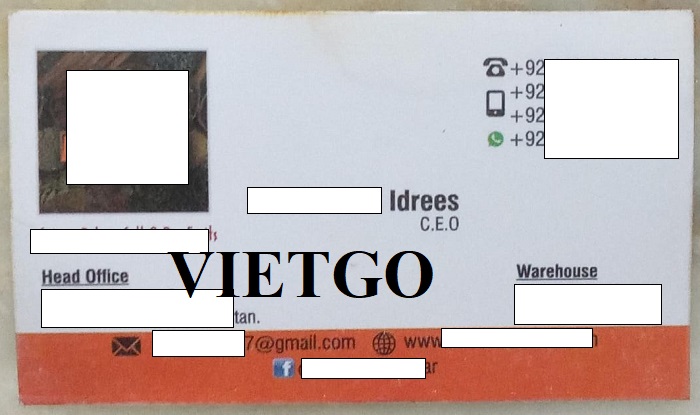 +92
+92
+92
+92
Idrees
C.E.O
VIETGO
Head Office
Warehouse
tan.
7@gmail.com
www.
ar